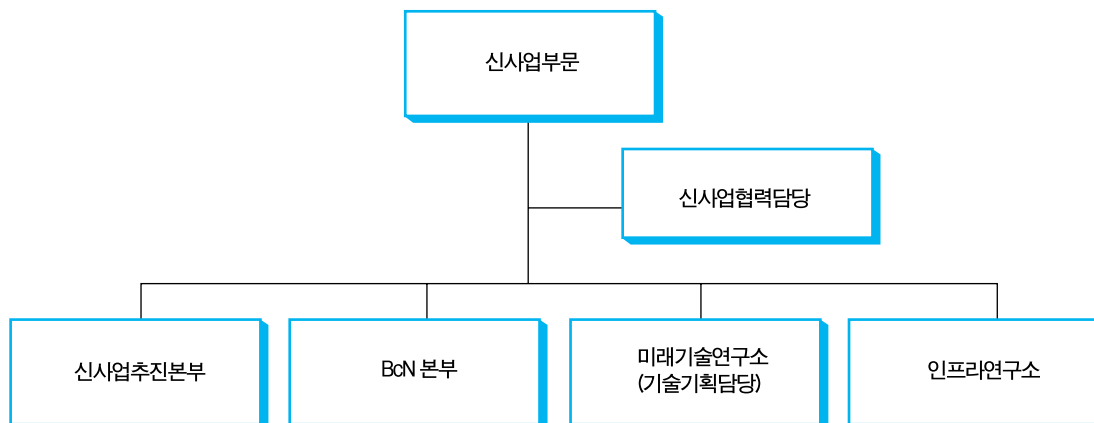 신사업부문
신사업협력담당
신사업추진본부
BcN 본부
미래기술연구소
(기술기획담당)
인프라연구소